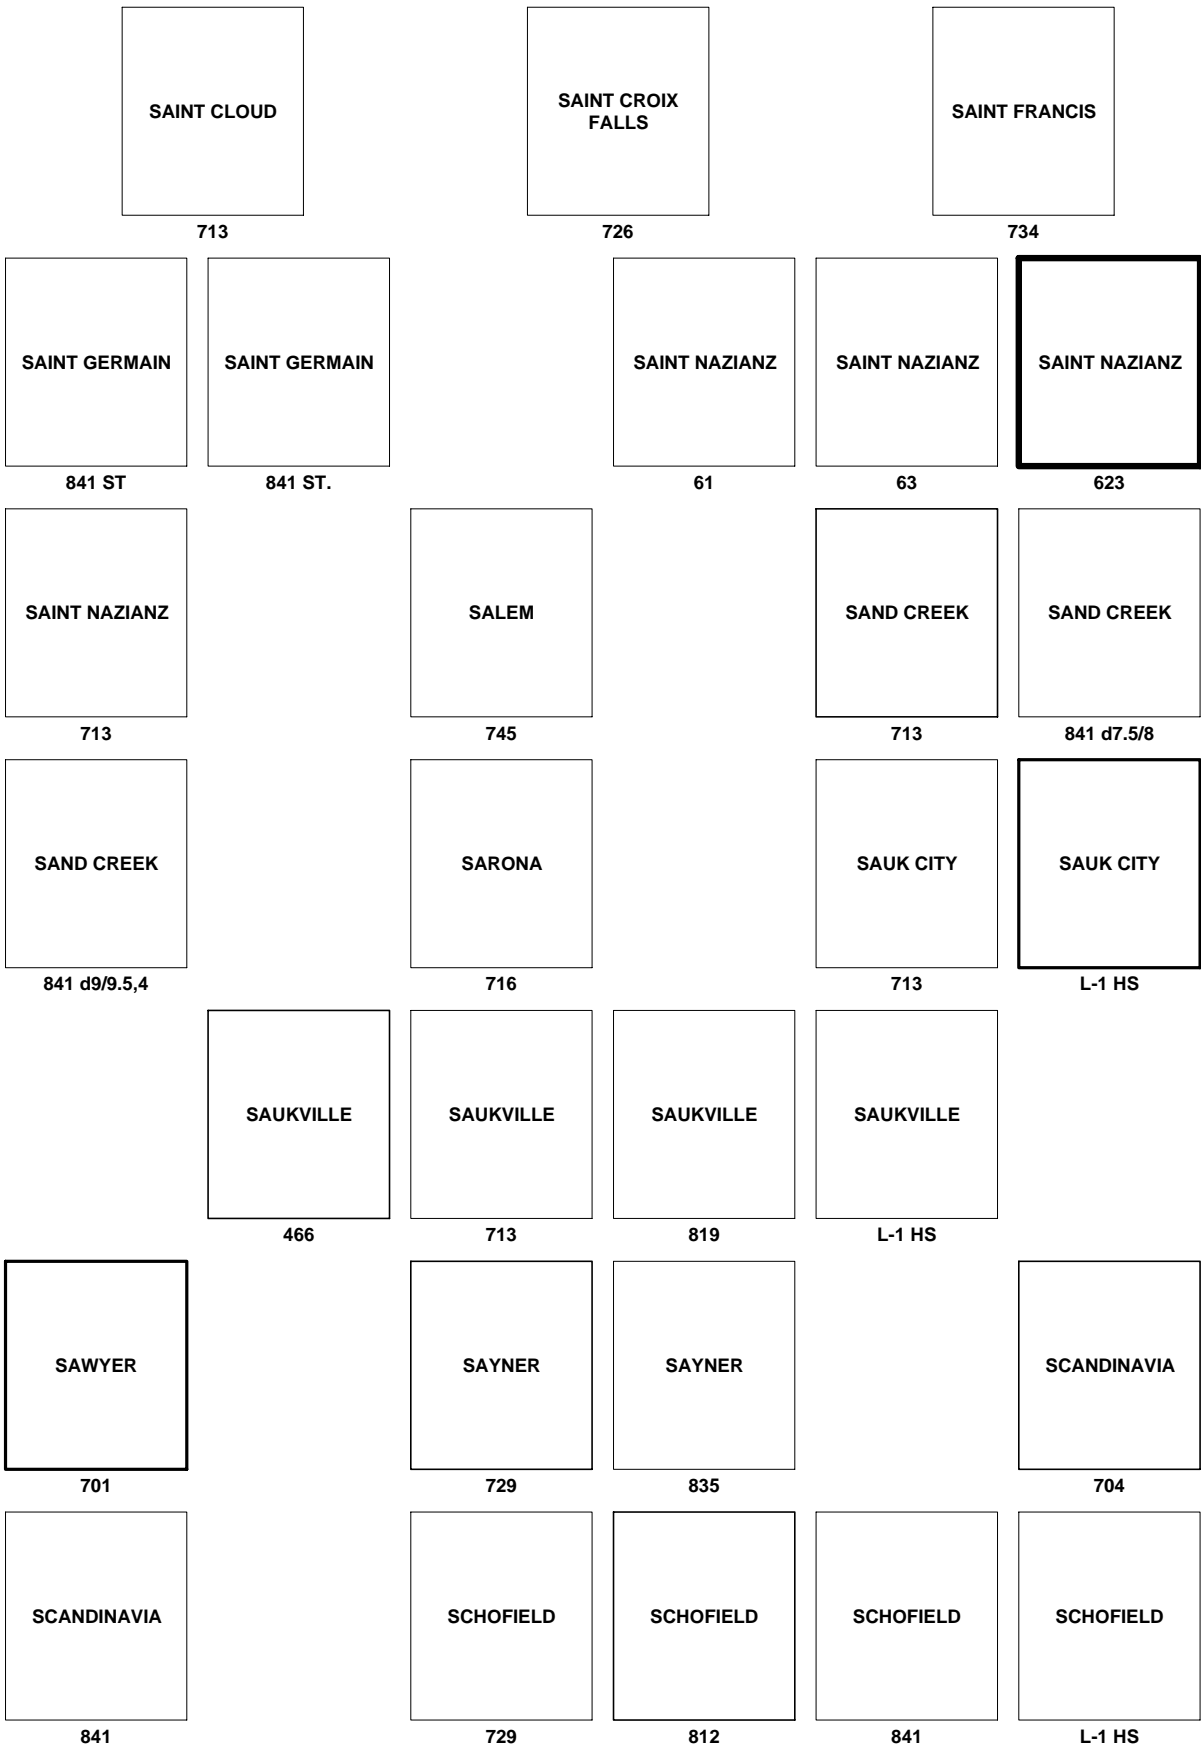 SAINT CLOUD
713
SAINT CROIX
FALLS
726
SAINT FRANCIS
734
SAINT GERMAIN
841 ST
SAINT GERMAIN
841 ST.
SAINT NAZIANZ
61
SAINT NAZIANZ
63
SAINT NAZIANZ
623
SAINT NAZIANZ
713
SALEM
745
SAND CREEK
713
SAND CREEK
841 d7.5/8
SAND CREEK
841 d9/9.5,4
SARONA
716
SAUK CITY
713
SAUK CITY
L-1 HS
SAUKVILLE
466
SAUKVILLE
713
SAUKVILLE
819
SAUKVILLE
L-1 HS
SAWYER
701
SAYNER
729
SAYNER
835
SCANDINAVIA
704
SCANDINAVIA
841
SCHOFIELD
729
SCHOFIELD
812
SCHOFIELD
841
SCHOFIELD
L-1 HS